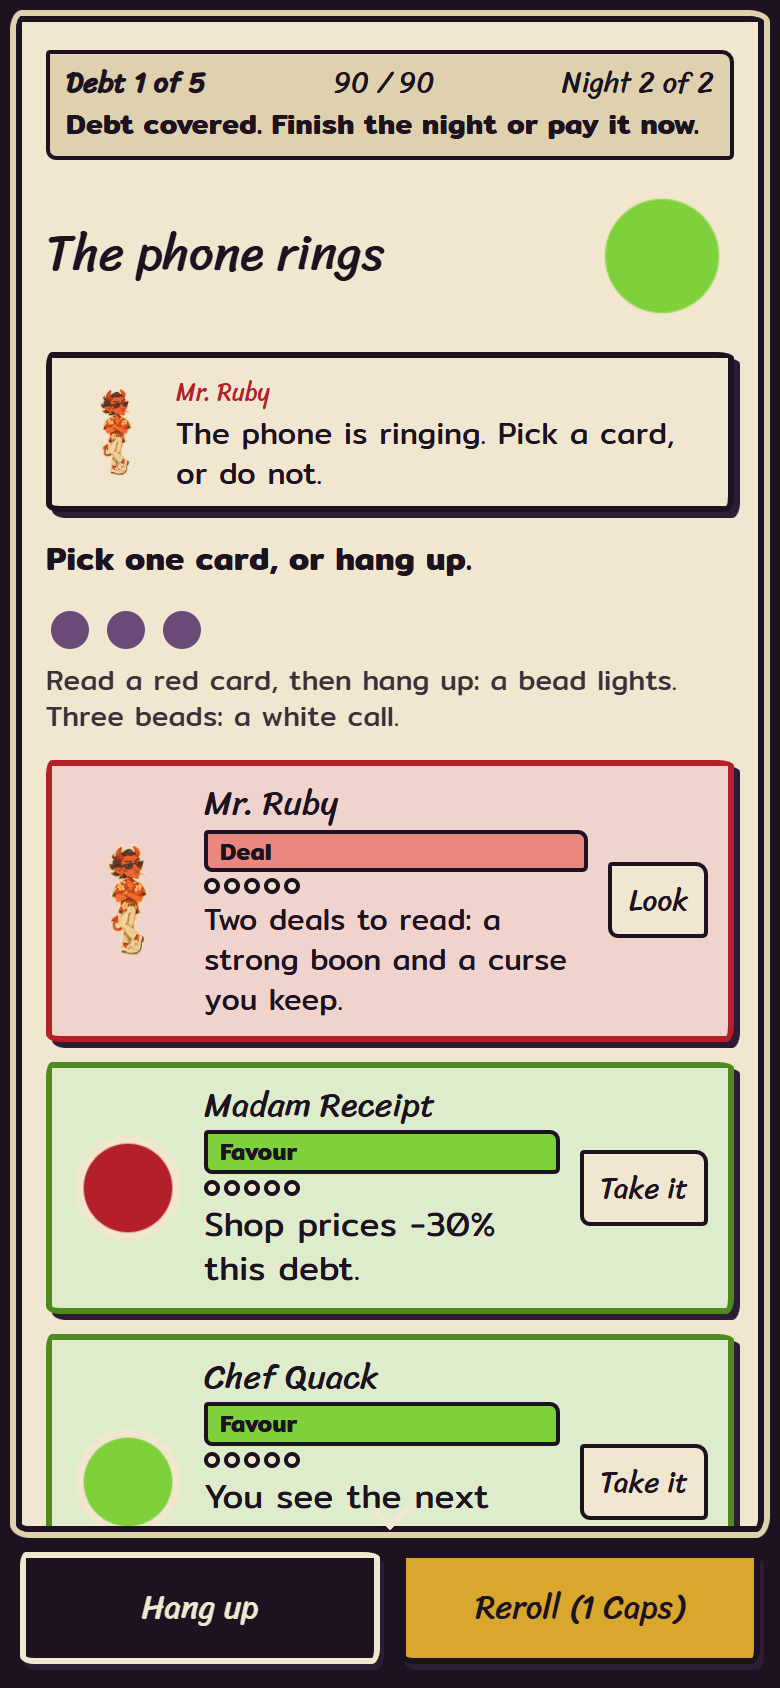 Debt 1 of 5
90 / 90
Night 2 of 2
Debt covered. Finish the night or pay it now.
The phone rings
Mr. Ruby
The phone is ringing. Pick a card,
or do not.
Pick one card, or hang up.
Read a red card, then hang up: a bead lights.
Three beads: a white call.
Mr. Ruby
Deal
Two deals to read: a
strong boon and a curse
you keep.
Look
Madam Receipt
Favour
Shop prices -30%
this debt.
Take it
Chef Quack
Favour
You see the next
Take it
Hang up
Reroll (1 Caps)